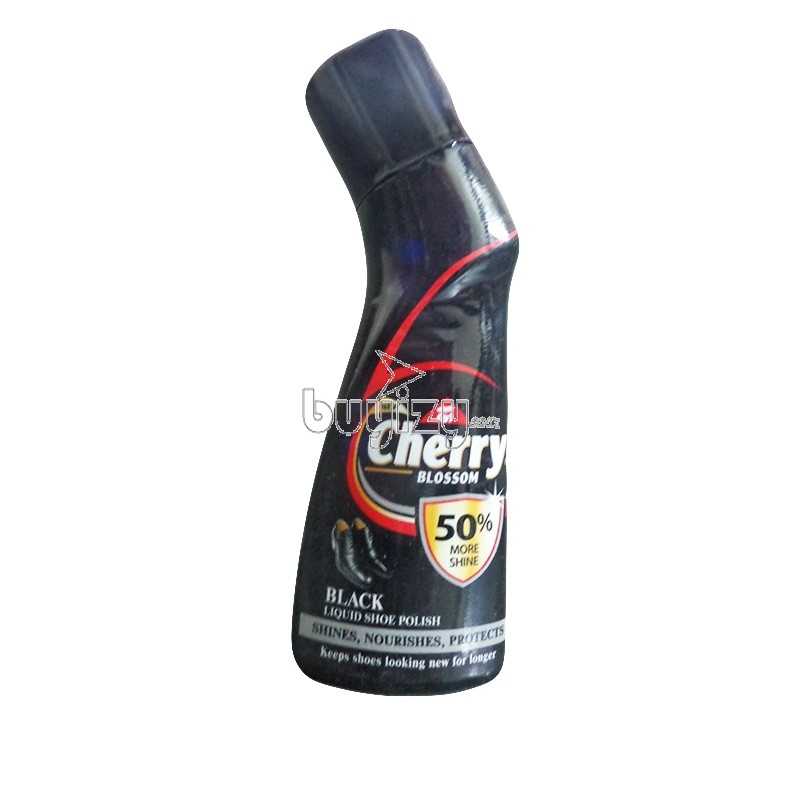 buyizy
Cherry
BLOSSOM
50%
MORE
SHINE
BLACK
LIQUID SHOE POLISH
SHINES, NOURISHES, PROTECTS
Keeps shoes looking new for longer